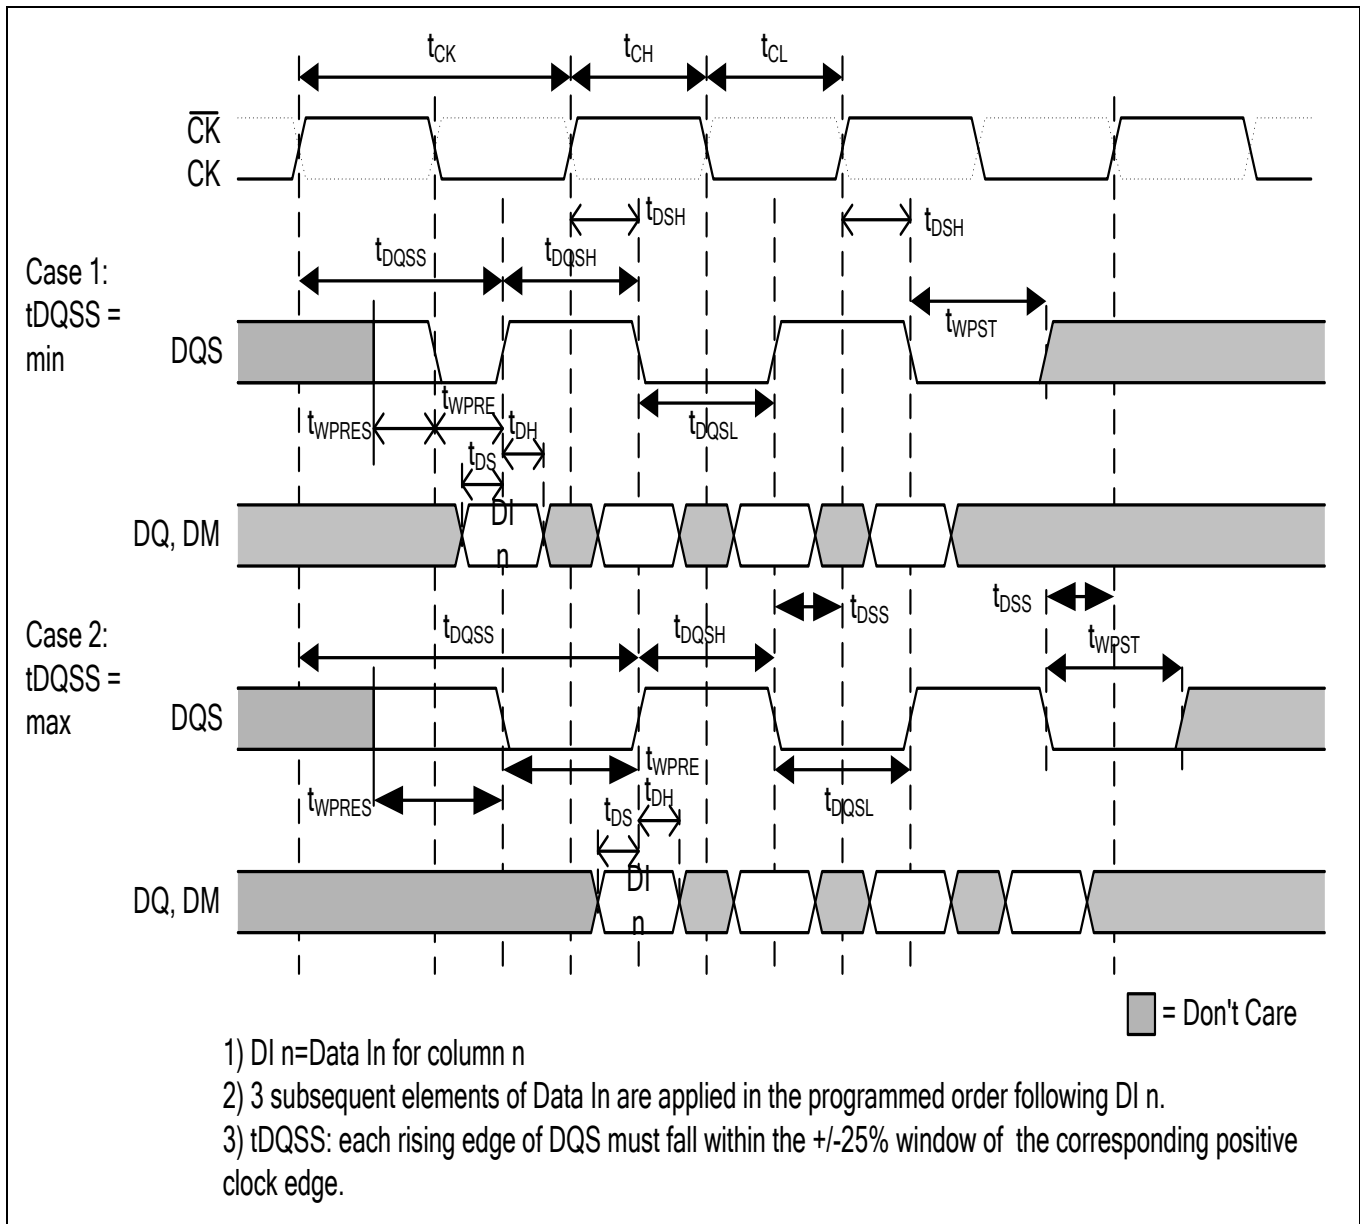 tCK tCH tCL
CK
CK
tDSH tDSH
tDQSS tDQSH
Case 1:
tDQSS =
min
tWPST
DQS
tWPRE
tWPRES tDH tDQSL
tDS
DI
n
DQ, DM
tDSS tDSS
Case 2:
tDQSS =
max
tDQSS tDQSH tWPST
DQS
tWPRE
tWPRES tDH tDQSL
tDS
DI
n
DQ, DM
= Don't Care
1) DI n=Data In for column n
2) 3 subsequent elements of Data In are applied in the programmed order following DI n.
3) tDQSS: each rising edge of DQS must fall within the +/-25% window of the corresponding positive
clock edge.